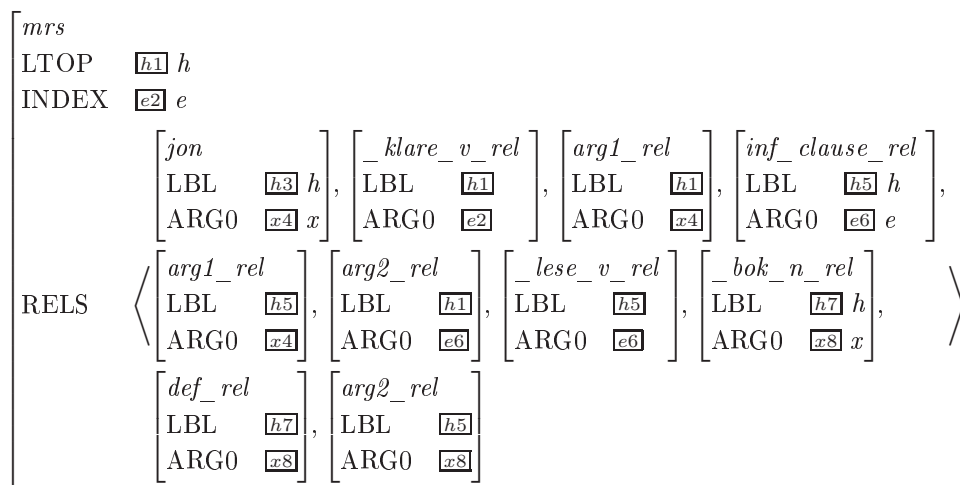 mrs
LTOP h1 h
INDEX e2 e
jon _klare_v_rel arg1_rel inf_clause_rel
LBL h3 h , LBL h1 , LBL h1 , LBL h5 h ,
ARG0 x4 x ARG0 e2 ARG0 x4 ARG0 e6 e
arg1_rel arg2_rel _lese_v_rel _bok_n_rel
RELS ⟨ LBL h5 , LBL h1 , LBL h5 , LBL h7 h , ⟩
ARG0 x4 ARG0 e6 ARG0 e6 ARG0 x8 x
def_rel arg2_rel
LBL h7 , LBL h5
ARG0 x8 ARG0 x8